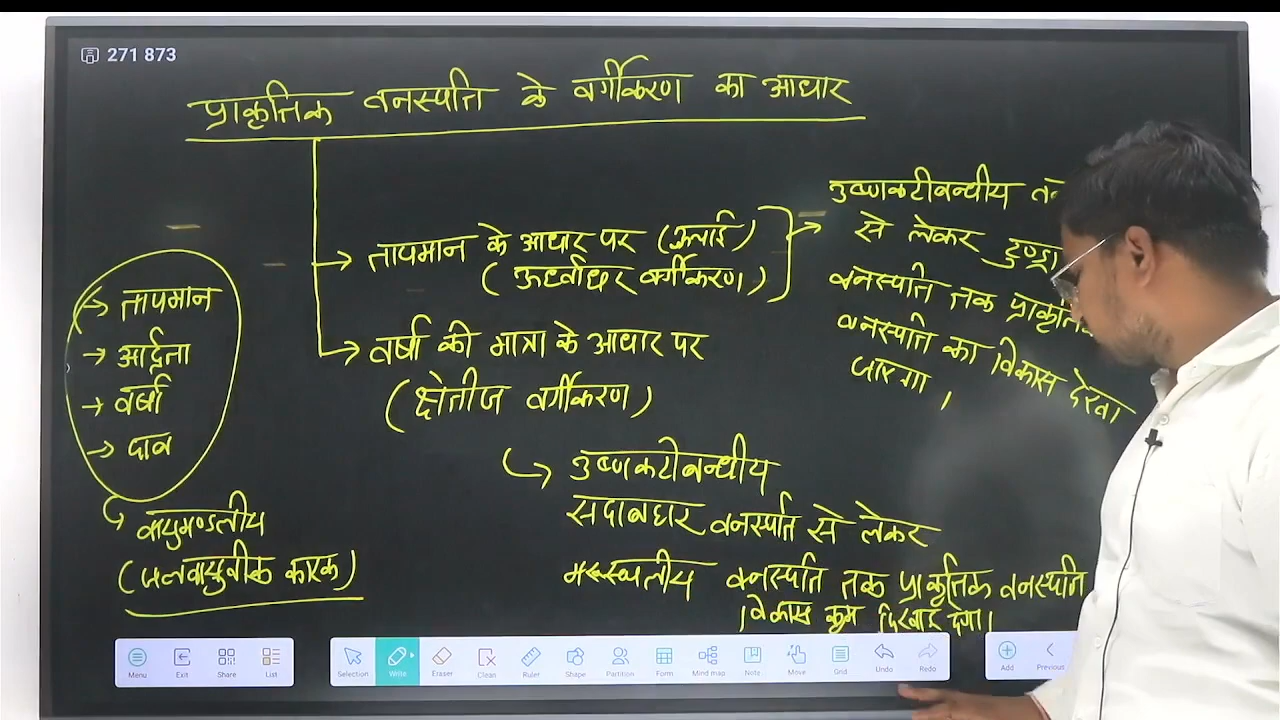 271 873
प्राकृतिक वनस्पति के वर्गीकरण का आधार
→ तापमान के आधार पर (ऊंचाई)
(ऊर्ध्वाधर वर्गीकरण)
→ वर्षा की मात्रा के आधार पर
(क्षेतीज वर्गीकरण)
उष्णकटीबन्धीय
से लेकर टुण्ड्रा
वनस्पति तक प्राकृतिक
वनस्पति का विकास देखा
जाएगा ।
→ तापमान
→ आर्द्रता
→ वर्षा
→ दाब
वायुमण्डलीय
(जलवायुवीक कारक)
→ उष्णकटीबन्धीय
सदाबहार वनस्पति से लेकर
मरूस्थलीय वनस्पति तक प्राकृतिक वनस्पति
विकास क्रम दिखाई देगा।
Menu Exit Share List
Selection Write Eraser Clean Ruler Shape Partition Form Mind map Note Move Grid Undo Redo
Add Previous